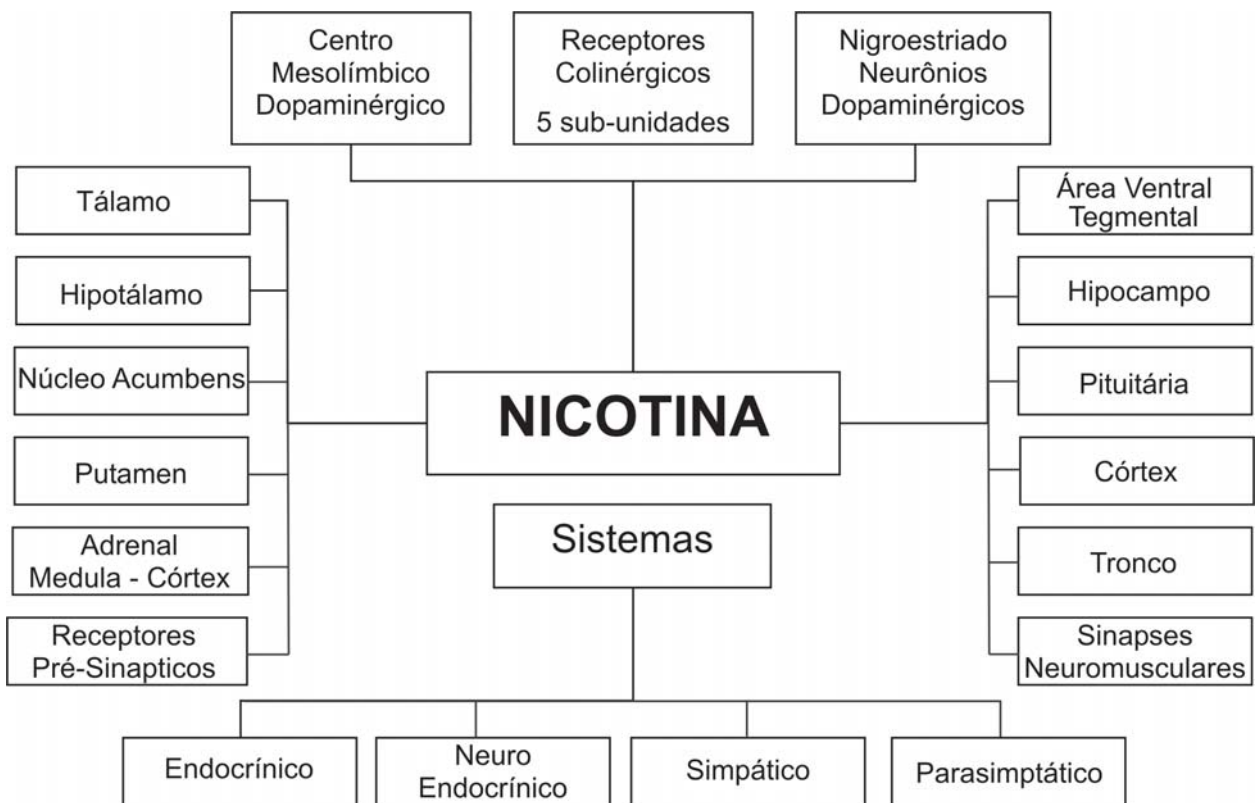 Centro
Mesolímbico
Dopaminérgico
Receptores
Colinérgicos
5 sub-unidades
Nigroestriado
Neurônios
Dopaminérgicos
Tálamo
Hipotálamo
Núcleo Acumbens
Putamen
Adrenal
Medula - Córtex
Receptores
Pré-Sinapticos
NICOTINA
Sistemas
Área Ventral
Tegmental
Hipocampo
Pituitária
Córtex
Tronco
Sinapses
Neuromusculares
Endocrínico
Neuro
Endocrínico
Simpático
Parasimptático